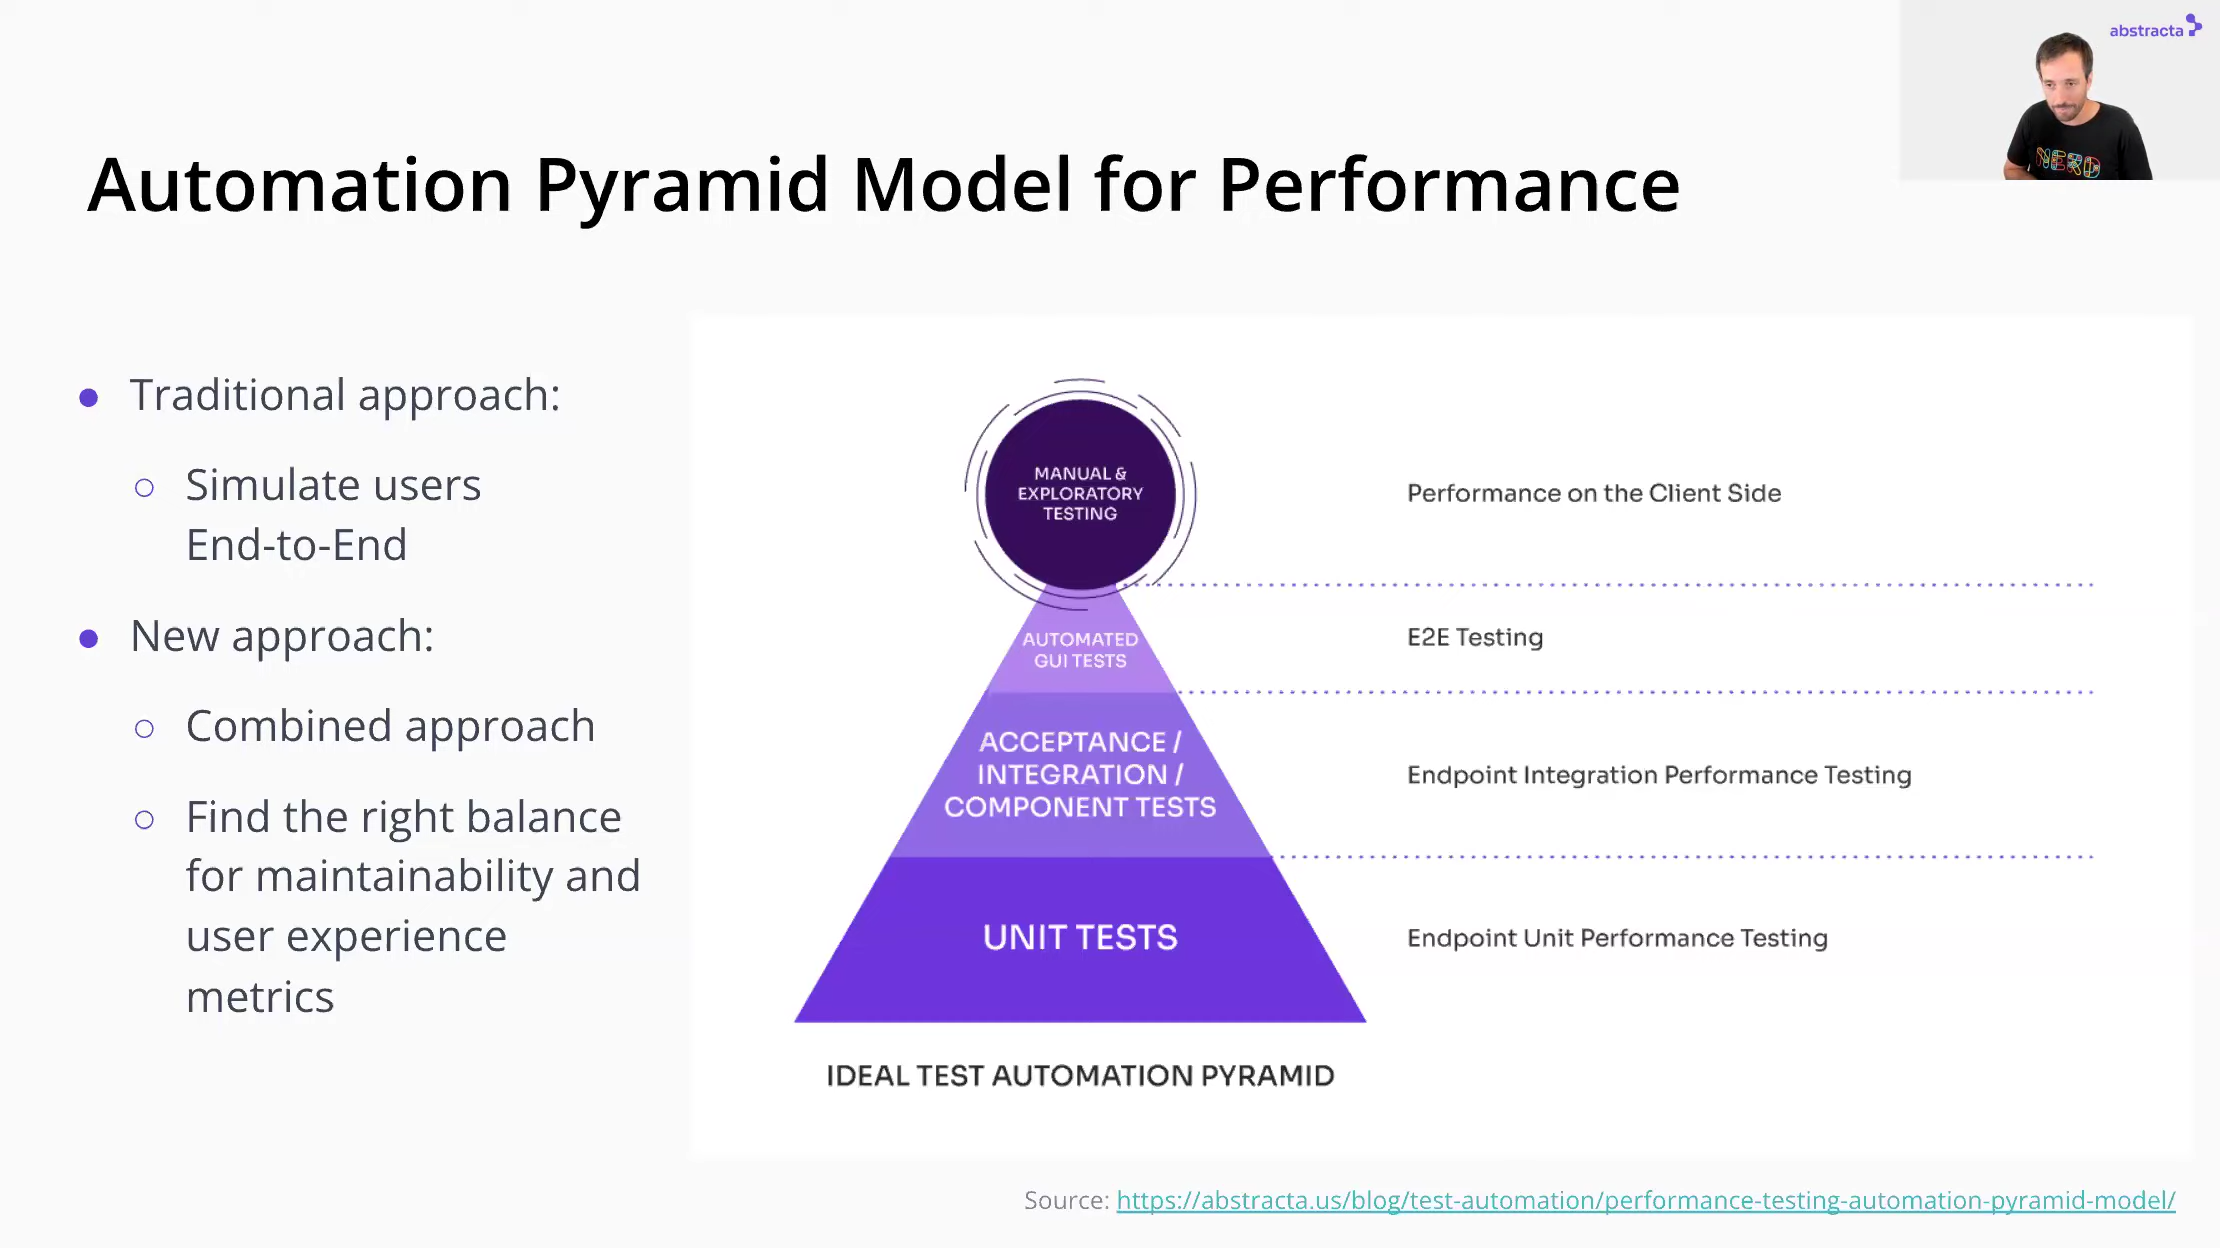 abstracta
NERD
Automation Pyramid Model for Performance
● Traditional approach:
○ Simulate users
End-to-End
● New approach:
○ Combined approach
○ Find the right balance
for maintainability and
user experience
metrics
MANUAL &
EXPLORATORY
TESTING
Performance on the Client Side
AUTOMATED
GUI TESTS
E2E Testing
ACCEPTANCE /
INTEGRATION /
COMPONENT TESTS
Endpoint Integration Performance Testing
UNIT TESTS
Endpoint Unit Performance Testing
IDEAL TEST AUTOMATION PYRAMID
Source: https://abstracta.us/blog/test-automation/performance-testing-automation-pyramid-model/